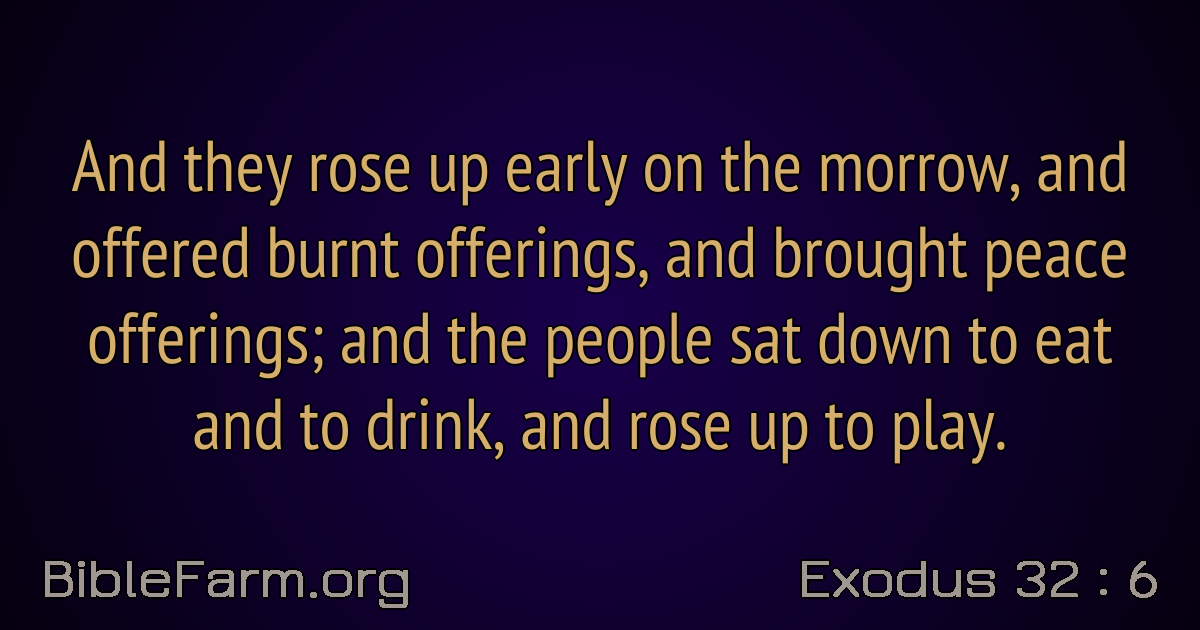 And they rose up early on the morrow, and
offered burnt offerings, and brought peace
offerings; and the people sat down to eat
and to drink, and rose up to play.
BibleFarm.org
Exodus 32 : 6